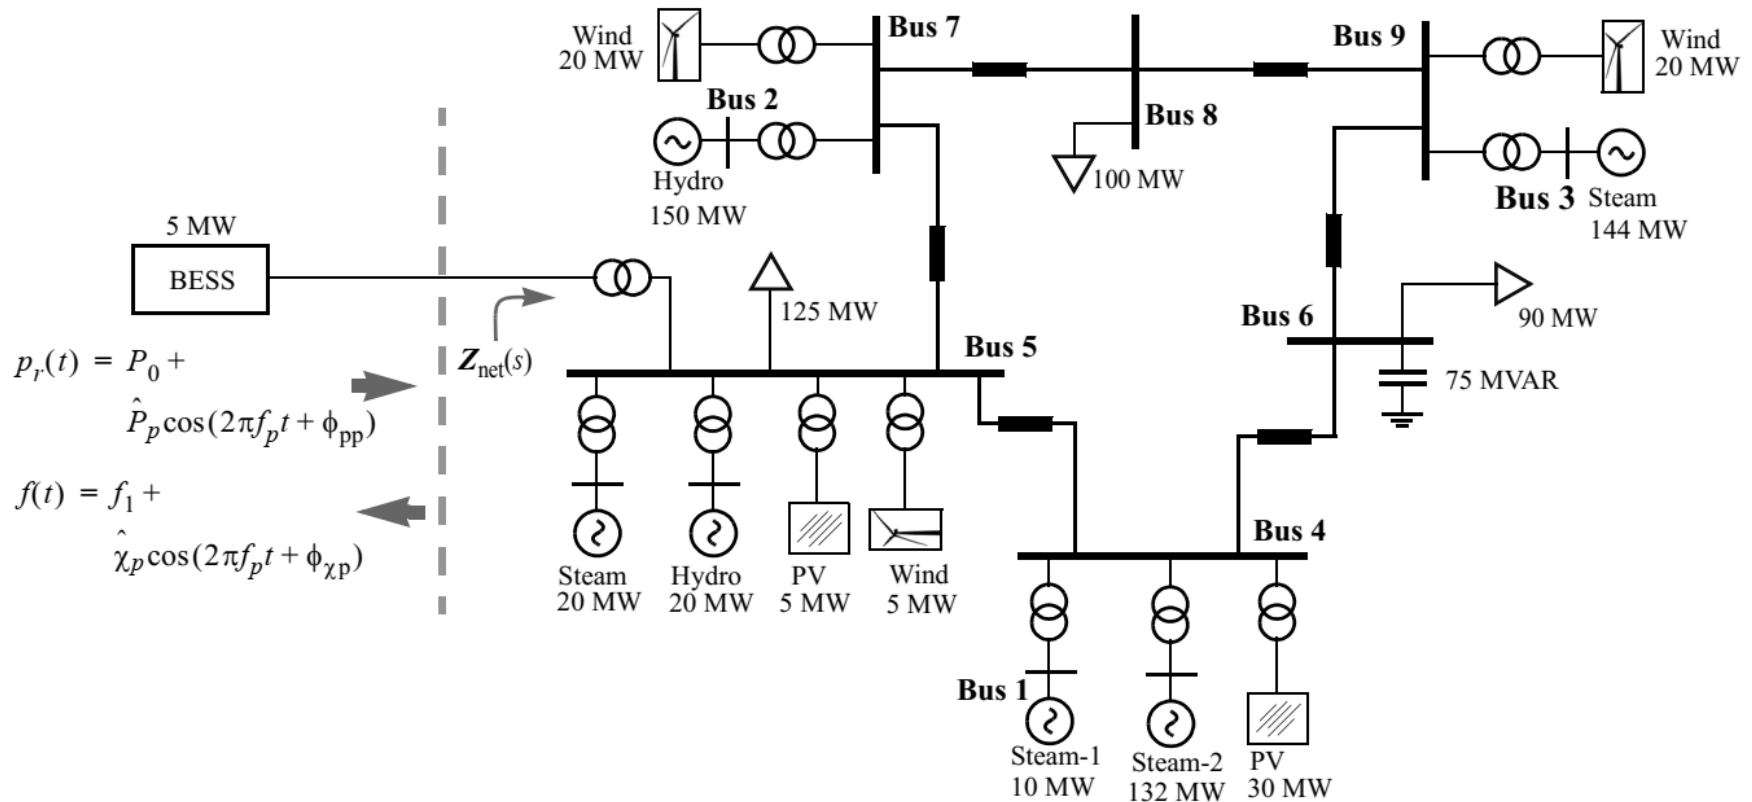 Wind
20 MW
Bus 7
Bus 9
Wind
20 MW
Bus 2
Bus 8
Hydro
150 MW
100 MW
Bus 3
Steam
144 MW
5 MW
BESS
125 MW
Bus 6
90 MW
Z_net(s)
Bus 5
75 MVAR
p_r(t) = P_0 +
P̂_p cos(2πf_p t + ϕ_pp)
f(t) = f_1 +
χ̂_p cos(2πf_p t + ϕ_χp)
Steam
20 MW
Hydro
20 MW
PV
5 MW
Wind
5 MW
Bus 4
Bus 1
Steam-1
10 MW
Steam-2
132 MW
PV
30 MW